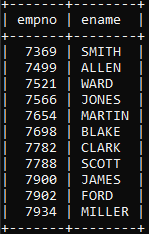 +-------+--------+
| empno | ename  |
+-------+--------+
|  7369 | SMITH  |
|  7499 | ALLEN  |
|  7521 | WARD   |
|  7566 | JONES  |
|  7654 | MARTIN |
|  7698 | BLAKE  |
|  7782 | CLARK  |
|  7788 | SCOTT  |
|  7900 | JAMES  |
|  7902 | FORD   |
|  7934 | MILLER |
+-------+--------+